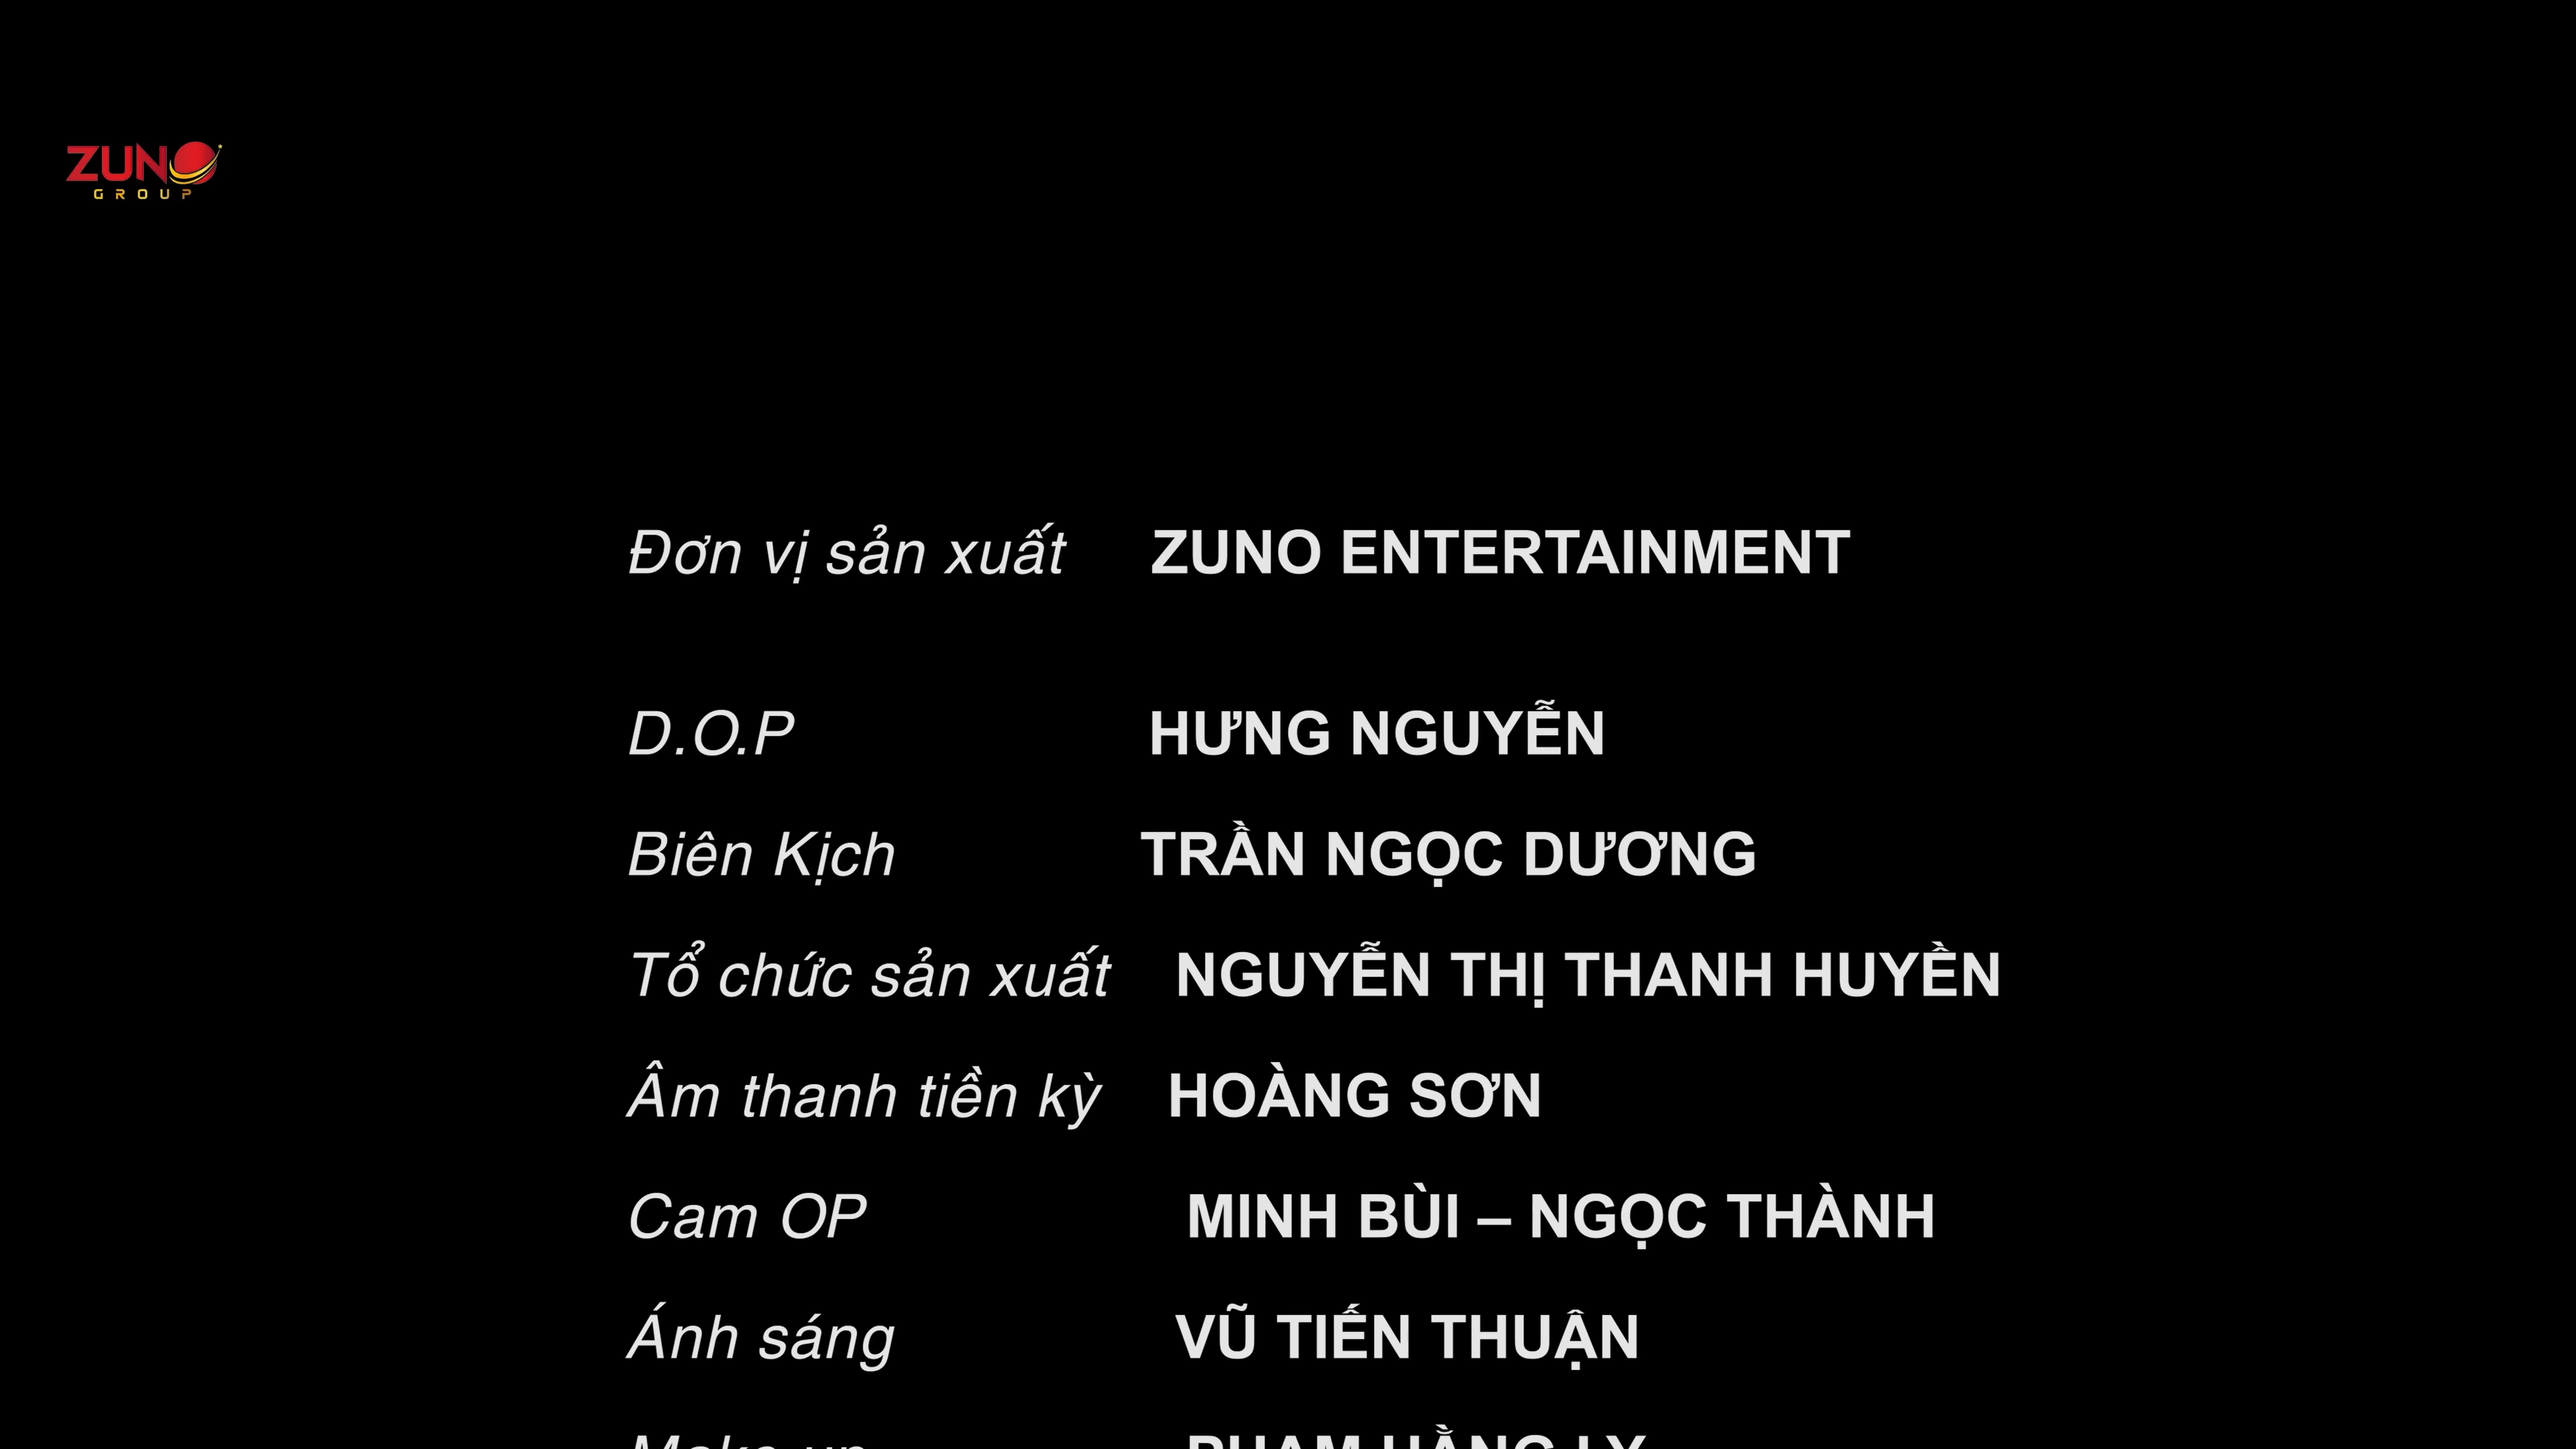 ZUNO
GROUP
Đơn vị sản xuất ZUNO ENTERTAINMENT
D.O.P HƯNG NGUYỄN
Biên Kịch TRẦN NGỌC DƯƠNG
Tổ chức sản xuất NGUYỄN THỊ THANH HUYỀN
Âm thanh tiền kỳ HOÀNG SƠN
Cam OP MINH BÙI – NGỌC THÀNH
Ánh sáng VŨ TIẾN THUẬN